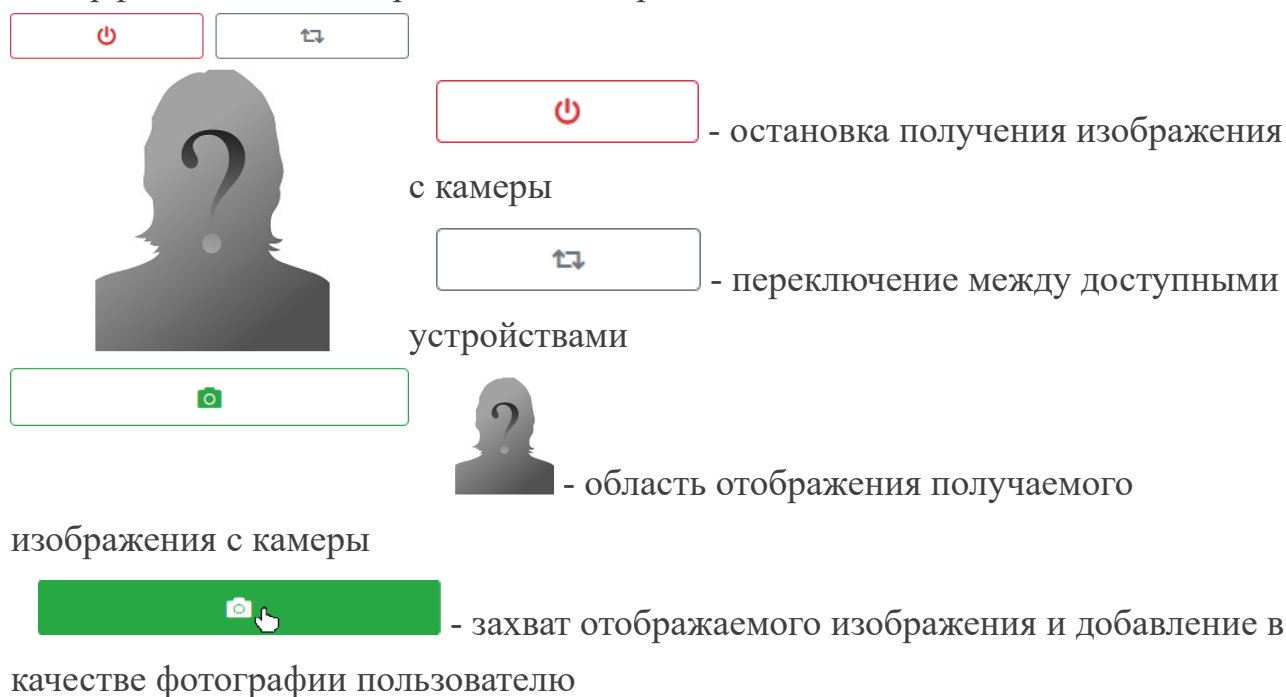 - остановка получения изображения
с камеры
- переключение между доступными
устройствами
- область отображения получаемого
изображения с камеры
- захват отображаемого изображения и добавление в
качестве фотографии пользователю